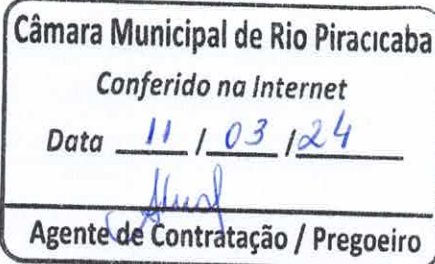 Câmara Municipal de Rio Piracicaba
Conferido na Internet
Data 11 / 03 / 24
Agente de Contratação / Pregoeiro